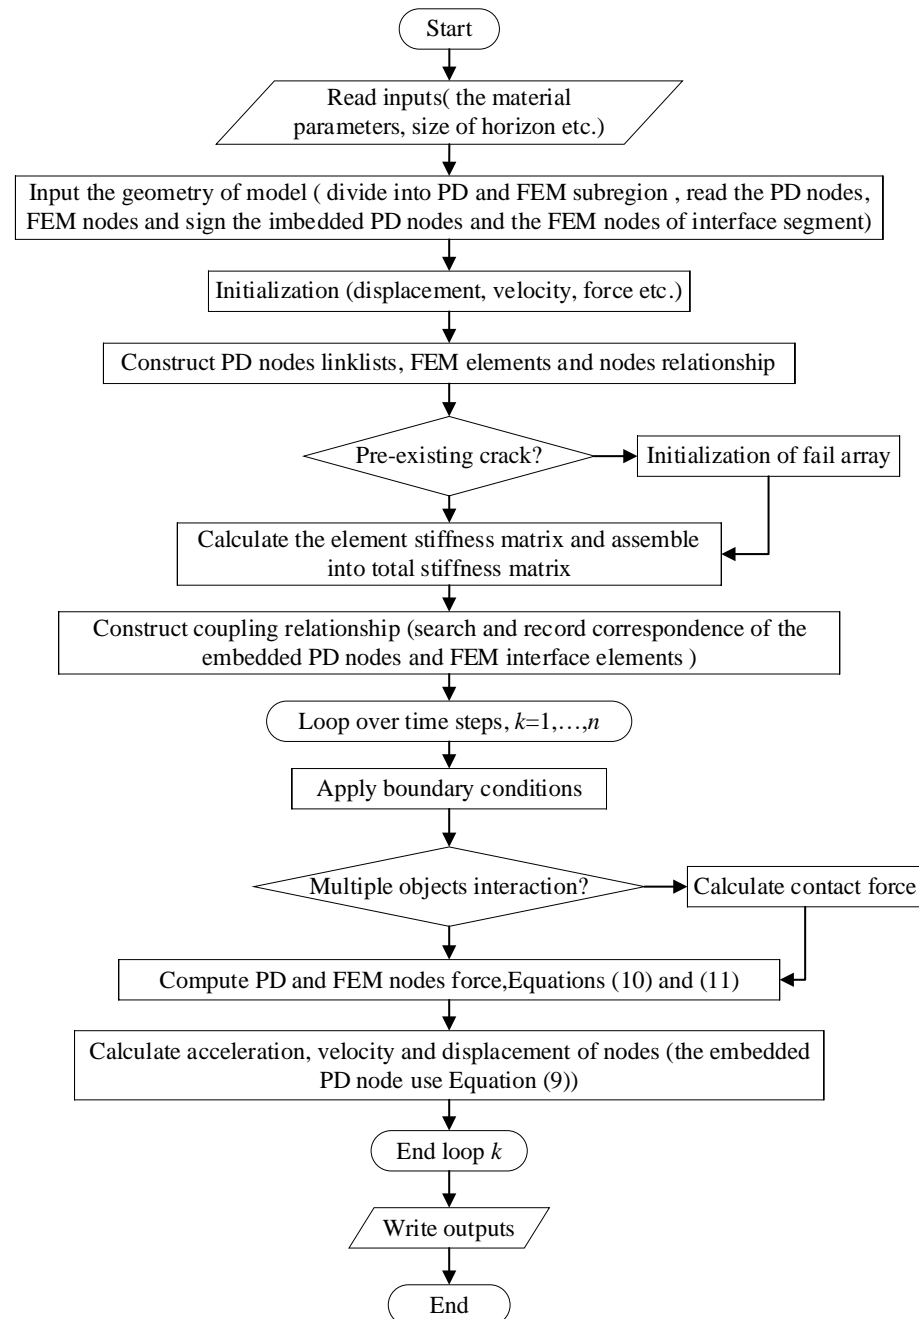 Start
Read inputs( the material
parameters, size of horizon etc.)
Input the geometry of model ( divide into PD and FEM subregion , read the PD nodes,
FEM nodes and sign the imbedded PD nodes and the FEM nodes of interface segment)
Initialization (displacement, velocity, force etc.)
Construct PD nodes linklists, FEM elements and nodes relationship
Pre-existing crack?
Initialization of fail array
Calculate the element stiffness matrix and assemble
into total stiffness matrix
Construct coupling relationship (search and record correspondence of the
embedded PD nodes and FEM interface elements )
Loop over time steps, k=1,…,n
Apply boundary conditions
Multiple objects interaction?
Calculate contact force
Compute PD and FEM nodes force,Equations (10) and (11)
Calculate acceleration, velocity and displacement of nodes (the embedded
PD node use Equation (9))
End loop k
Write outputs
End